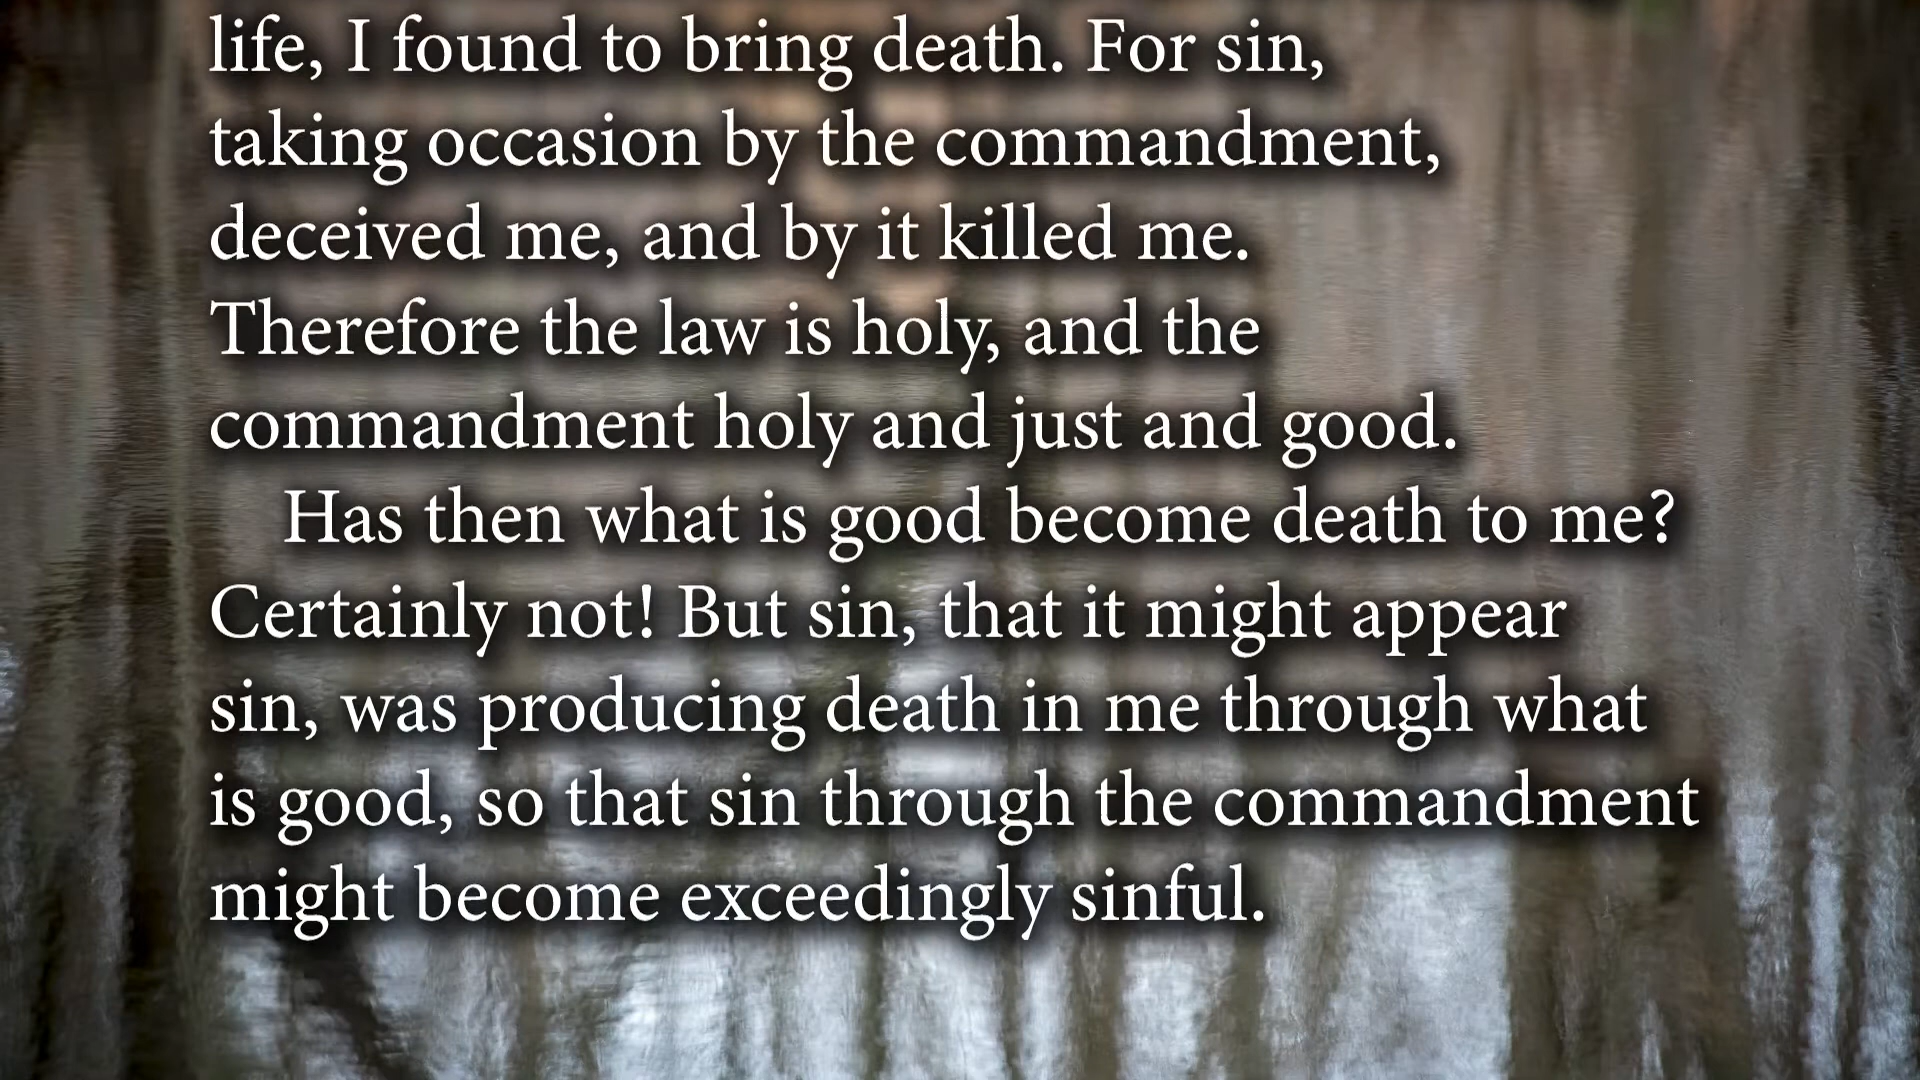 life, I found to bring death. For sin,
taking occasion by the commandment,
deceived me, and by it killed me.
Therefore the law is holy, and the
commandment holy and just and good.
Has then what is good become death to me?
Certainly not! But sin, that it might appear
sin, was producing death in me through what
is good, so that sin through the commandment
might become exceedingly sinful.